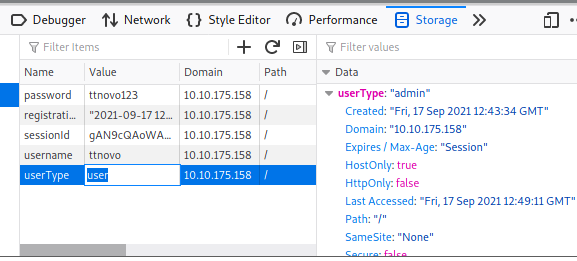 Debugger Network Style Editor Performance Storage
Filter Items
Filter values
Name Value Domain Path
password ttnovo123 10.10.175.158 /
registrati... "2021-09-17 12... 10.10.175.158 /
sessionId gAN9cQAoWA... 10.10.175.158 /
username ttnovo 10.10.175.158 /
userType user 10.10.175.158 /
Data
userType: "admin"
Created: "Fri, 17 Sep 2021 12:43:34 GMT"
Domain: "10.10.175.158"
Expires / Max-Age: "Session"
HostOnly: true
HttpOnly: false
Last Accessed: "Fri, 17 Sep 2021 12:49:11 GMT"
Path: "/"
SameSite: "None"
Secure: false